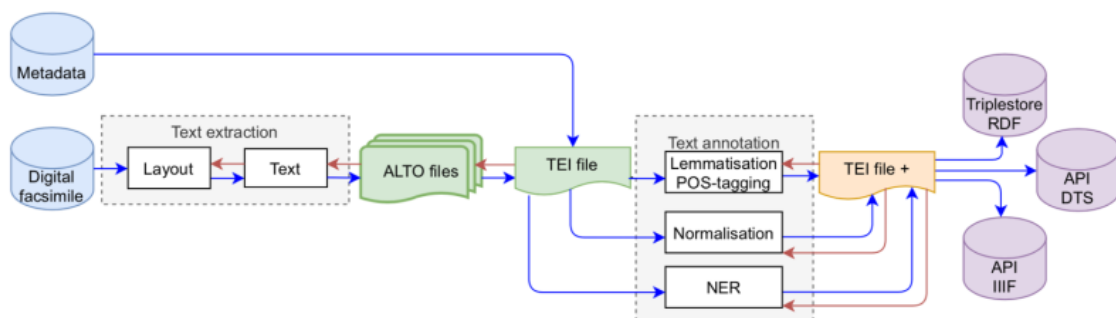 Metadata
Digital
facsimile
Text extraction
Layout
Text
ALTO files
TEI file
Text annotation
Lemmatisation
POS-tagging
Normalisation
NER
TEI file +
Triplestore
RDF
API
DTS
API
IIIF